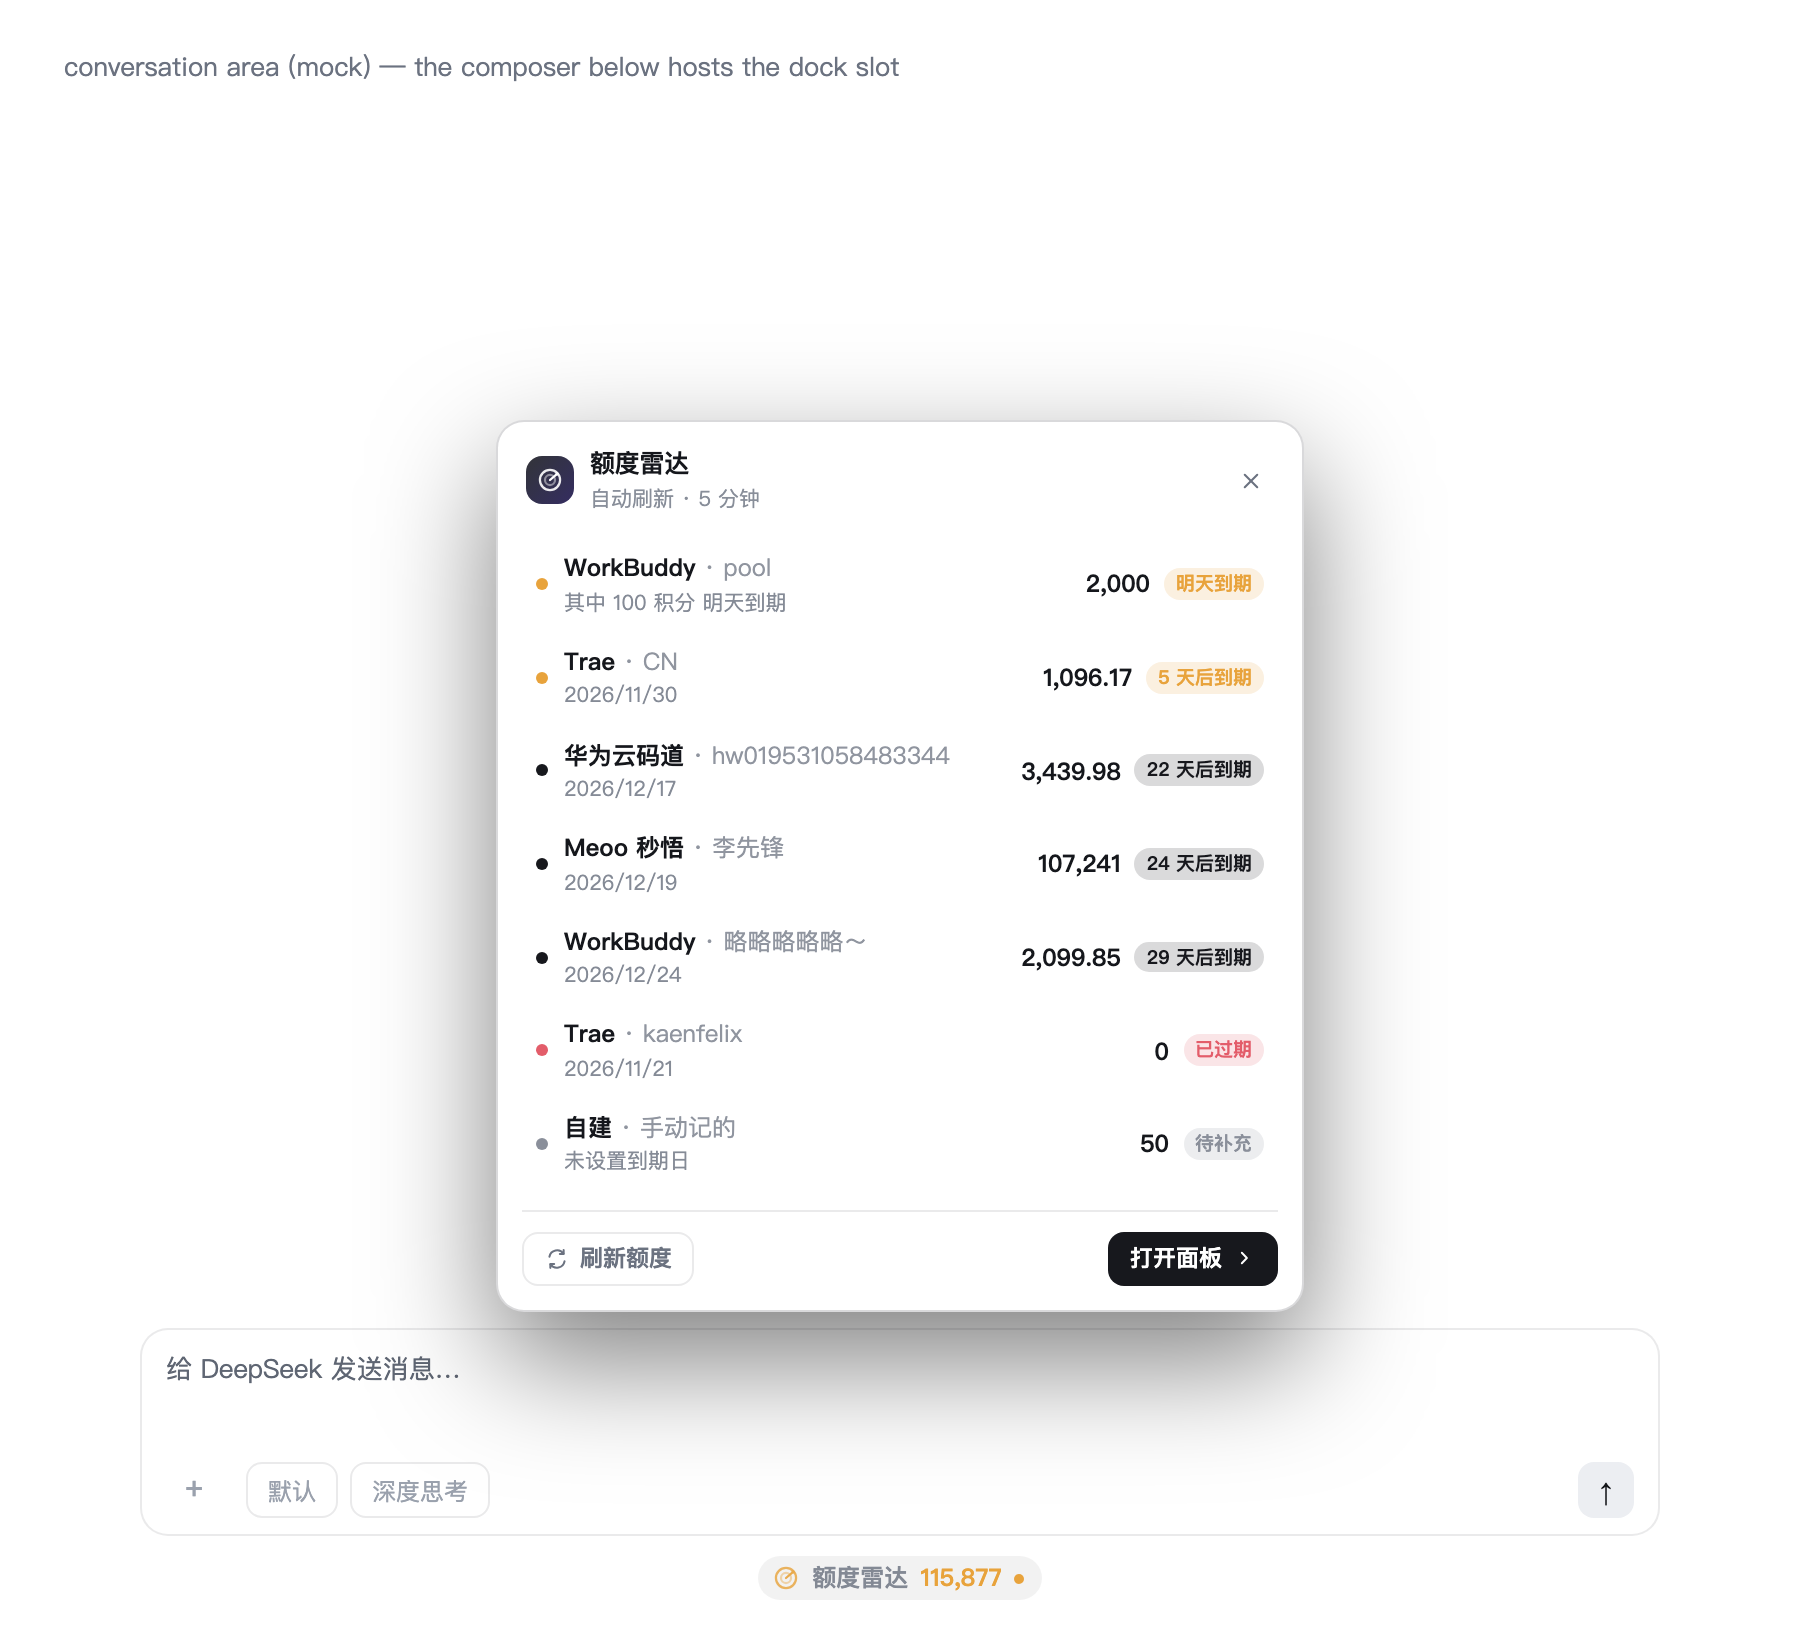 conversation area (mock) — the composer below hosts the dock slot
额度雷达
自动刷新 · 5 分钟
WorkBuddy · pool
其中 100 积分 明天到期
2,000 明天到期
Trae · CN
2026/11/30
1,096.17 5 天后到期
华为云码道 · hw019531058483344
2026/12/17
3,439.98 22 天后到期
Meoo 秒悟 · 李先锋
2026/12/19
107,241 24 天后到期
WorkBuddy · 略略略略略～
2026/12/24
2,099.85 29 天后到期
Trae · kaenfelix
2026/11/21
0 已过期
自建 · 手动记的
未设置到期日
50 待补充
刷新额度
打开面板
给 DeepSeek 发送消息...
默认
深度思考
额度雷达 115,877